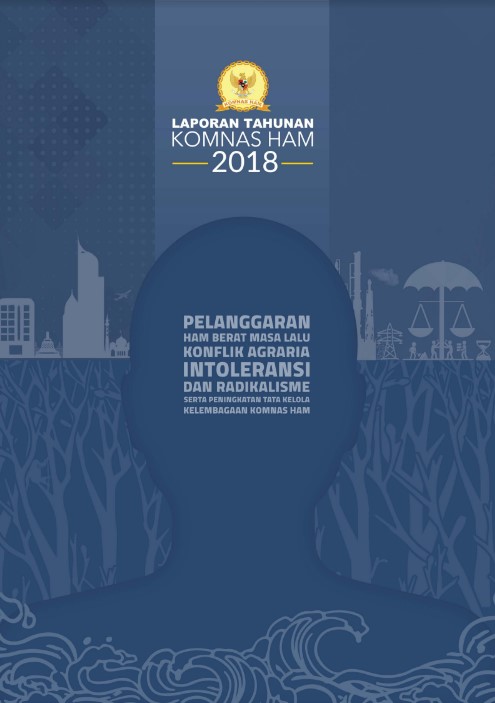 KOMNAS HAM
LAPORAN TAHUNAN
KOMNAS HAM
2018
PELANGGARAN
HAM BERAT MASA LALU
KONFLIK AGRARIA
INTOLERANSI
DAN RADIKALISME
SERTA PENINGKATAN TATA KELOLA
KELEMBAGAAN KOMNAS HAM